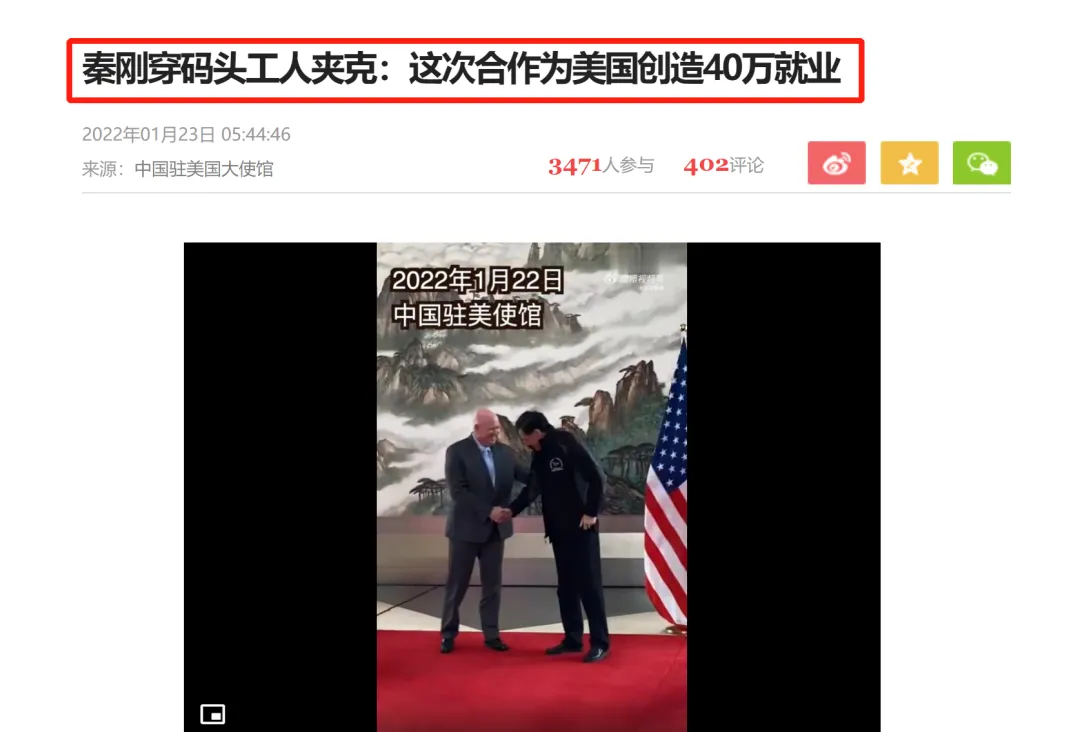 秦刚穿码头工人夹克：这次合作为美国创造40万就业
2022年01月23日 05:44:46
来源：中国驻美国大使馆
3471人参与 402评论
2022年1月22日
中国驻美使馆